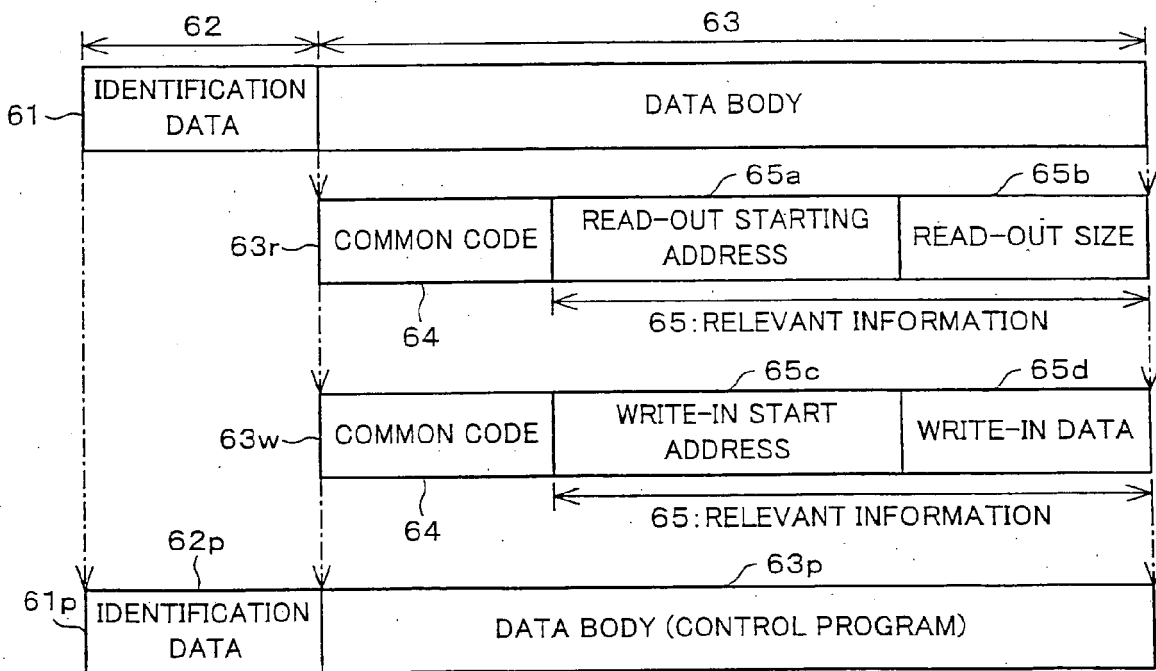 62 63
61 IDENTIFICATION DATA DATA BODY
65a 65b
63r COMMON CODE READ-OUT STARTING ADDRESS READ-OUT SIZE
64 65:RELEVANT INFORMATION
65c 65d
63w COMMON CODE WRITE-IN START ADDRESS WRITE-IN DATA
64 65:RELEVANT INFORMATION
62p 63p
61p IDENTIFICATION DATA DATA BODY (CONTROL PROGRAM)